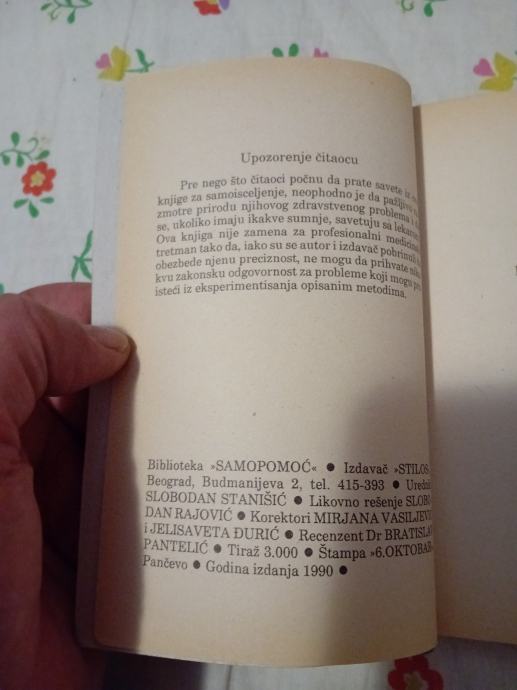 Upozorenje čitaocu
Pre nego što čitaoci počnu da prate savete iz
knjige za samoisceljenje, neophodno je da pažljivo
zmotre prirodu njihovog zdravstvenog problema i
se, ukoliko imaju ikakve sumnje, savetuju sa
Ova knjiga nije zamena za profesionalni
tretman tako da, iako su se autor i izdavač pobrinuli
obezbede njenu preciznost, ne mogu da prihvate
kvu zakonsku odgovornost za probleme koji mogu
isteći iz eksperimentisanja opisanim metodima.
Biblioteka »SAMOPOMOĆ« ● Izdavač »STILOS
Beograd, Budmanijeva 2, tel. 415-393 ● Urednik
SLOBODAN STANIŠIĆ ● Likovno rešenje SLOBO-
DAN RAJOVIĆ ● Korektori MIRJANA VASILJEVIĆ
i JELISAVETA ĐURIĆ ● Recenzent Dr BRATISLAV
PANTELIĆ ● Tiraž 3.000 ● Štampa »6.OKTOBAR«
Pančevo ● Godina izdanja 1990 ●